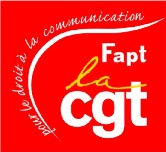 pour le droit à la communication
Fapt
la
cgt